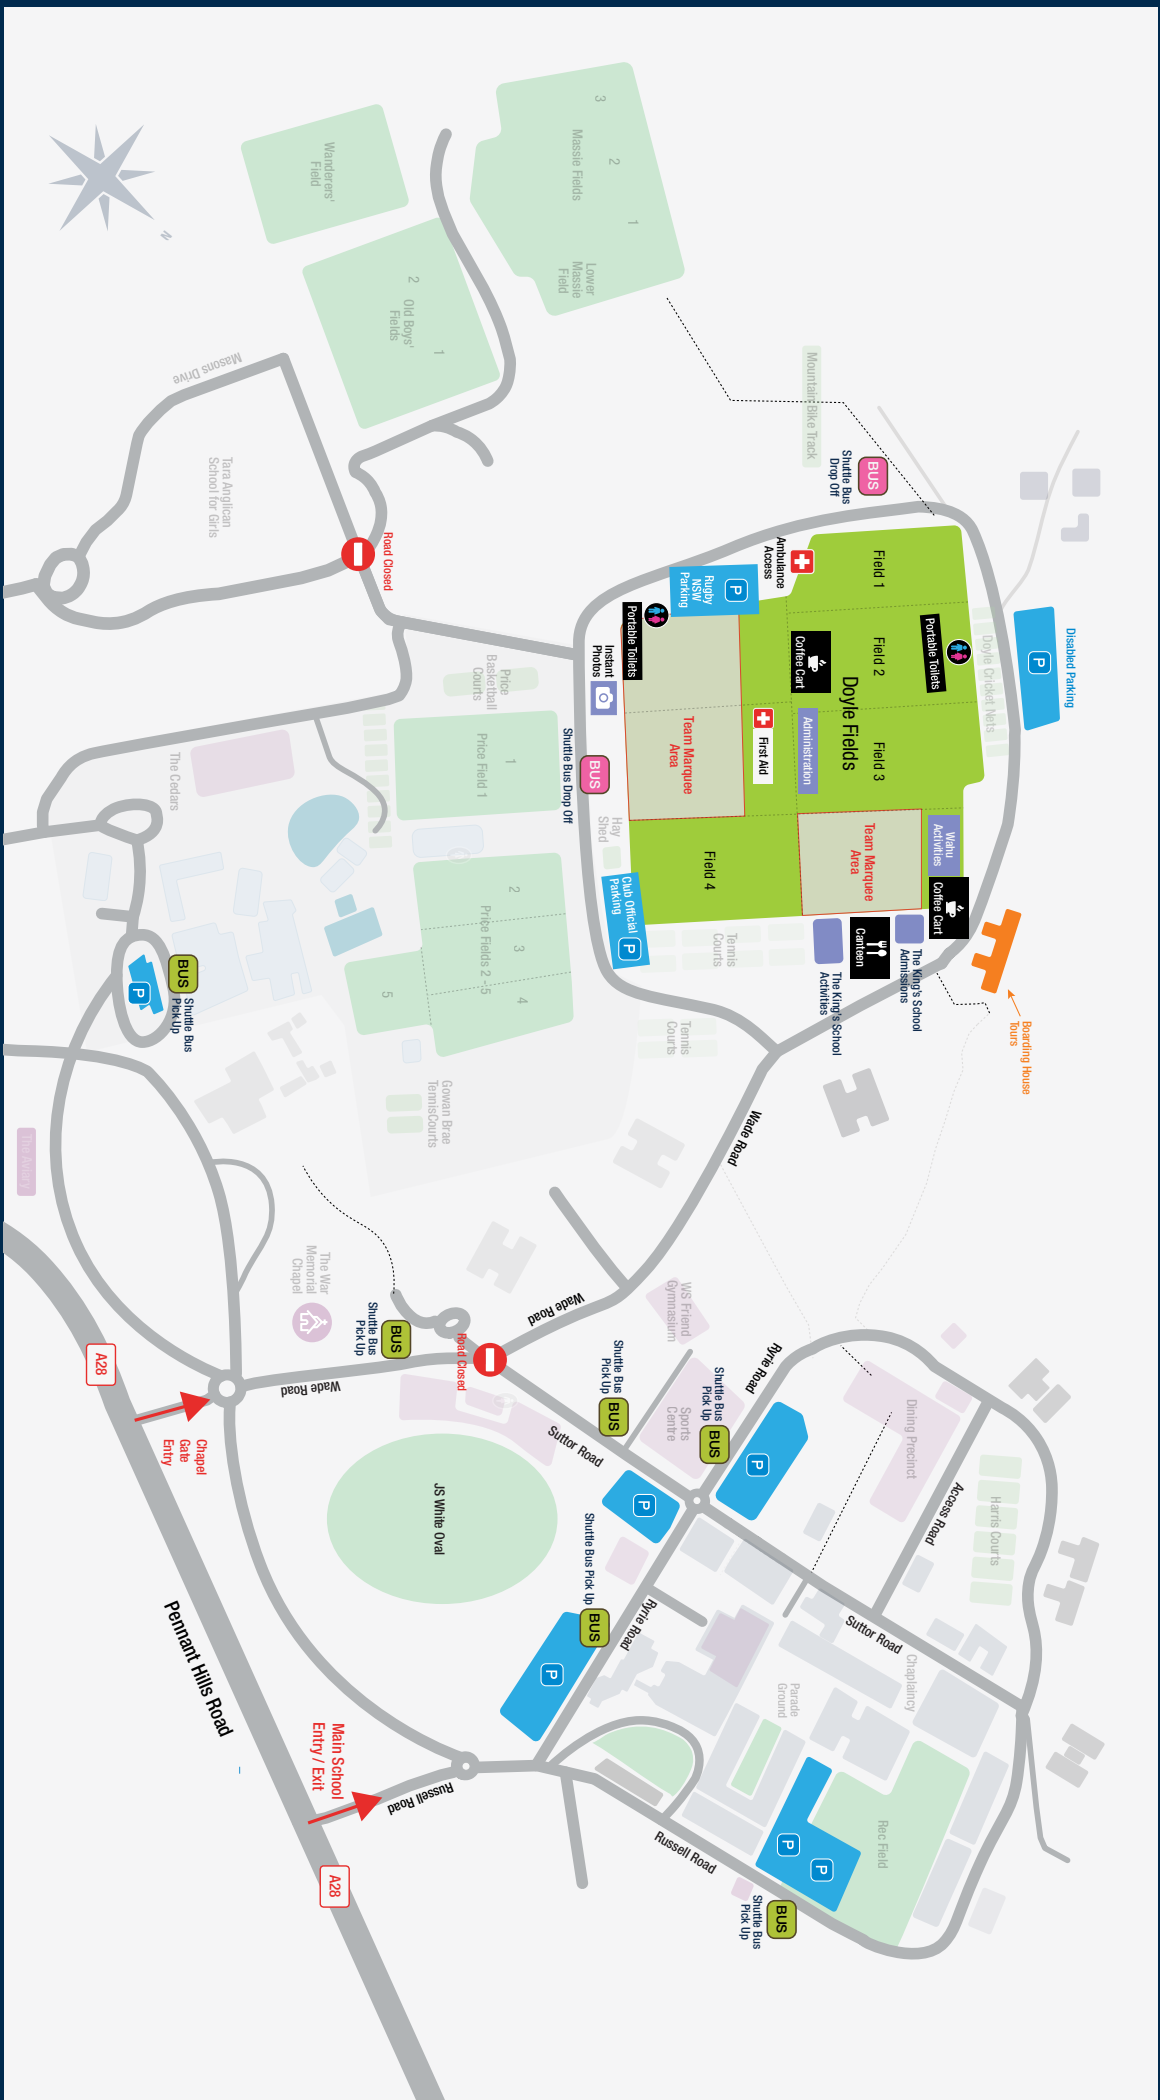 3
2
1
Massie Fields
Lower
Massie
Field
Wanderers'
Field
2
Old Boys'
Fields
1
N
Masons Drive
Tara Anglican
School for Girls
Road Closed
Mountain Bike Track
BUS
Shuttle Bus
Drop Off
Ambulance
Access
Field 1
Field 2
Field 3
Field 4
Doyle Fields
Portable Toilets
Doyle Cricket Nets
Disabled Parking
P
P
Rugby
NSW
Parking
Portable Toilets
Instant
Photos
Coffee Cart
First Aid
Administration
Team Marquee
Area
Team Marquee
Area
Wahu
Activities
Coffee Cart
Canteen
The King's School
Admissions
The King's School
Activities
Boarding House
Tours
BUS
Shuttle Bus Drop Off
Hay
Shed
Club Official
Parking
P
Tennis
Courts
Tennis
Courts
Price
Basketball
Courts
1
Price Field 1
2
3
4
5
Price Fields 2 - 5
The Cedars
BUS
Shuttle Bus
Pick Up
P
Gowan Brae
TennisCourts
The Aviary
Wade Road
Wade Road
Wade Road
The War
Memorial
Chapel
BUS
Shuttle Bus
Pick Up
Road Closed
A28
Chapel
Gate
Entry
WS Friend
Gymnasium
BUS
Shuttle Bus
Pick Up
Sports
Centre
BUS
Shuttle Bus
Pick Up
Ryrie Road
Suttor Road
P
P
Dining Precinct
Access Road
Harris Courts
JS White Oval
BUS
Shuttle Bus Pick Up
P
Ryrie Road
Suttor Road
Chaplaincy
Parade
Ground
Pennant Hills Road
Main School
Entry / Exit
Russell Road
A28
Russell Road
P
P
Rec Field
BUS
Shuttle Bus
Pick Up